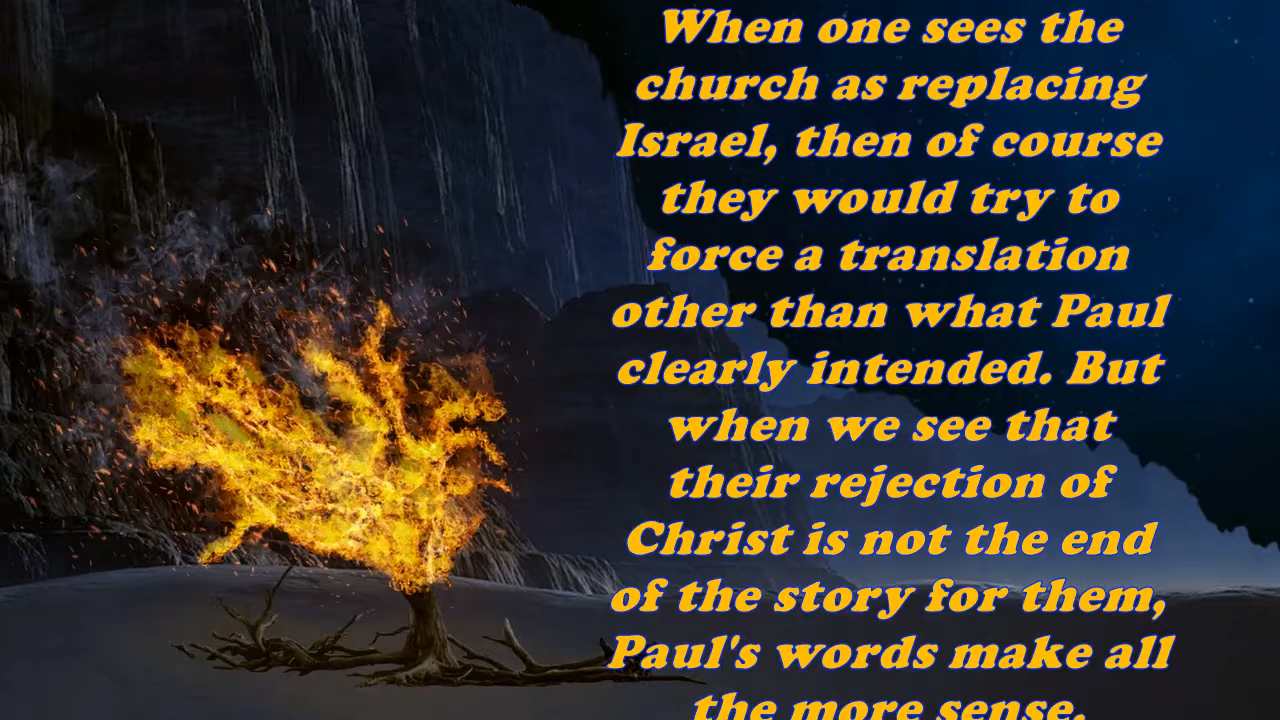 When one sees the
church as replacing
Israel, then of course
they would try to
force a translation
other than what Paul
clearly intended. But
when we see that
their rejection of
Christ is not the end
of the story for them,
Paul's words make all
the more sense.